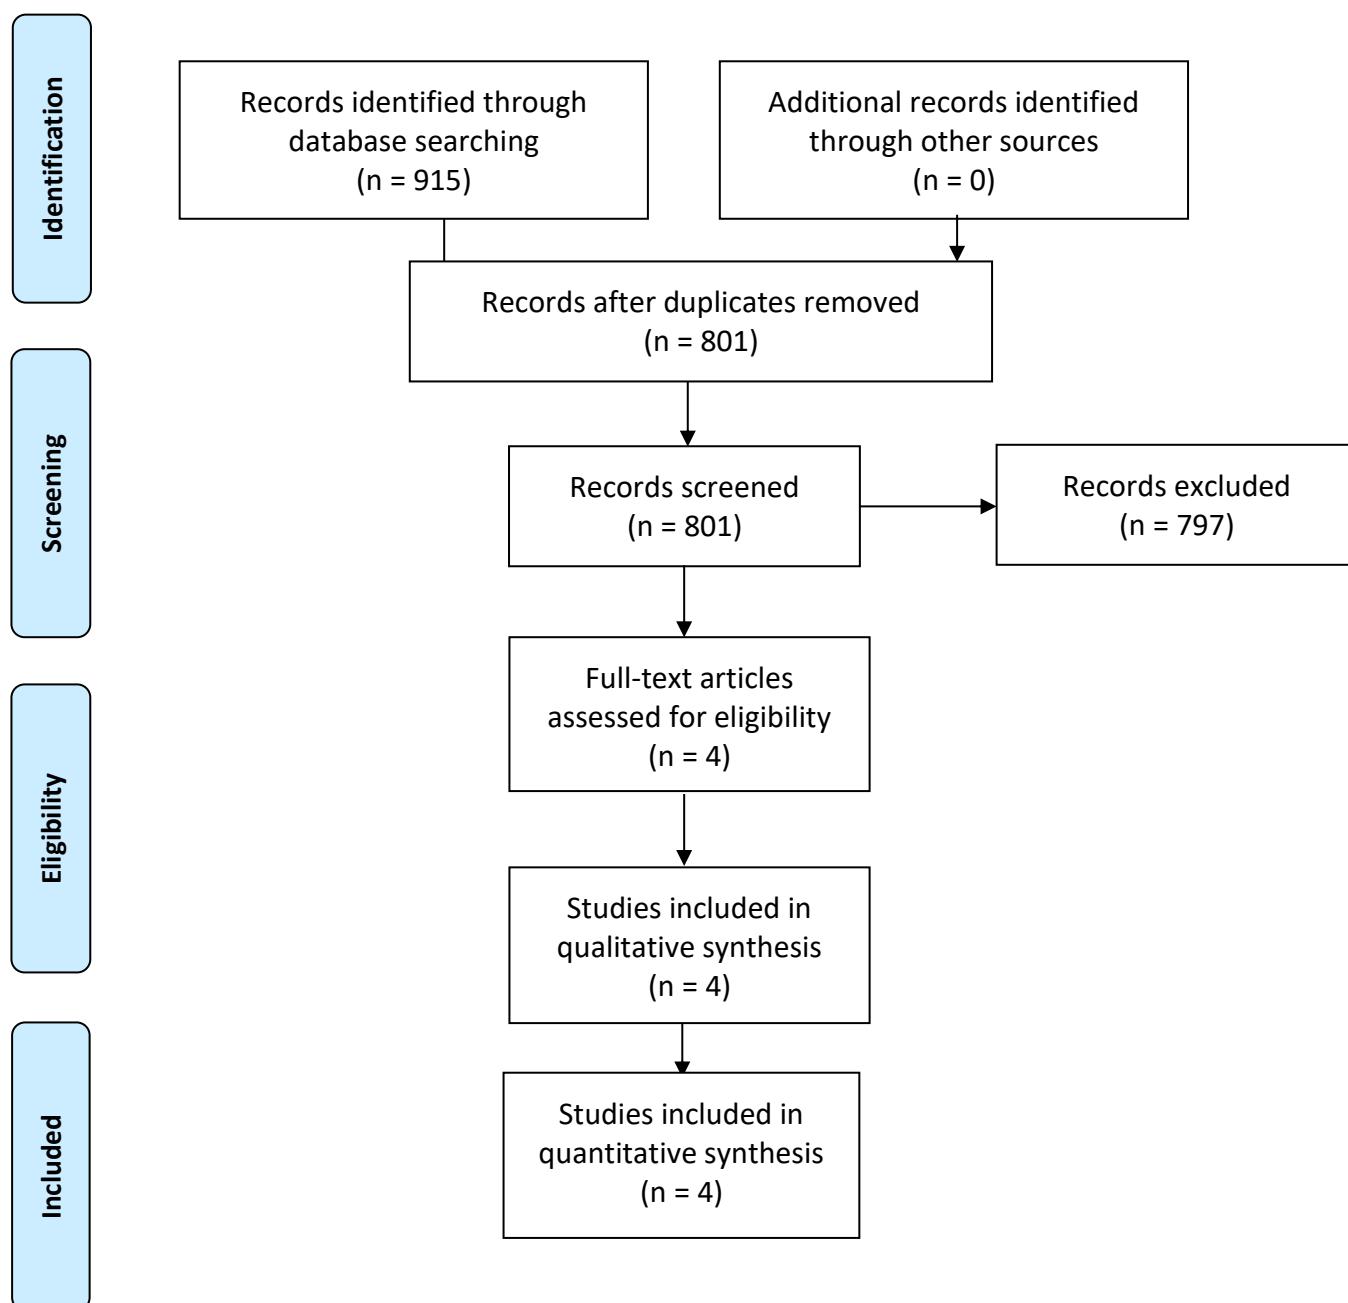 Identification
Records identified through
database searching
(n = 915)
Additional records identified
through other sources
(n = 0)
Records after duplicates removed
(n = 801)
Screening
Records screened
(n = 801)
Records excluded
(n = 797)
Full-text articles
assessed for eligibility
(n = 4)
Eligibility
Studies included in
qualitative synthesis
(n = 4)
Included
Studies included in
quantitative synthesis
(n = 4)